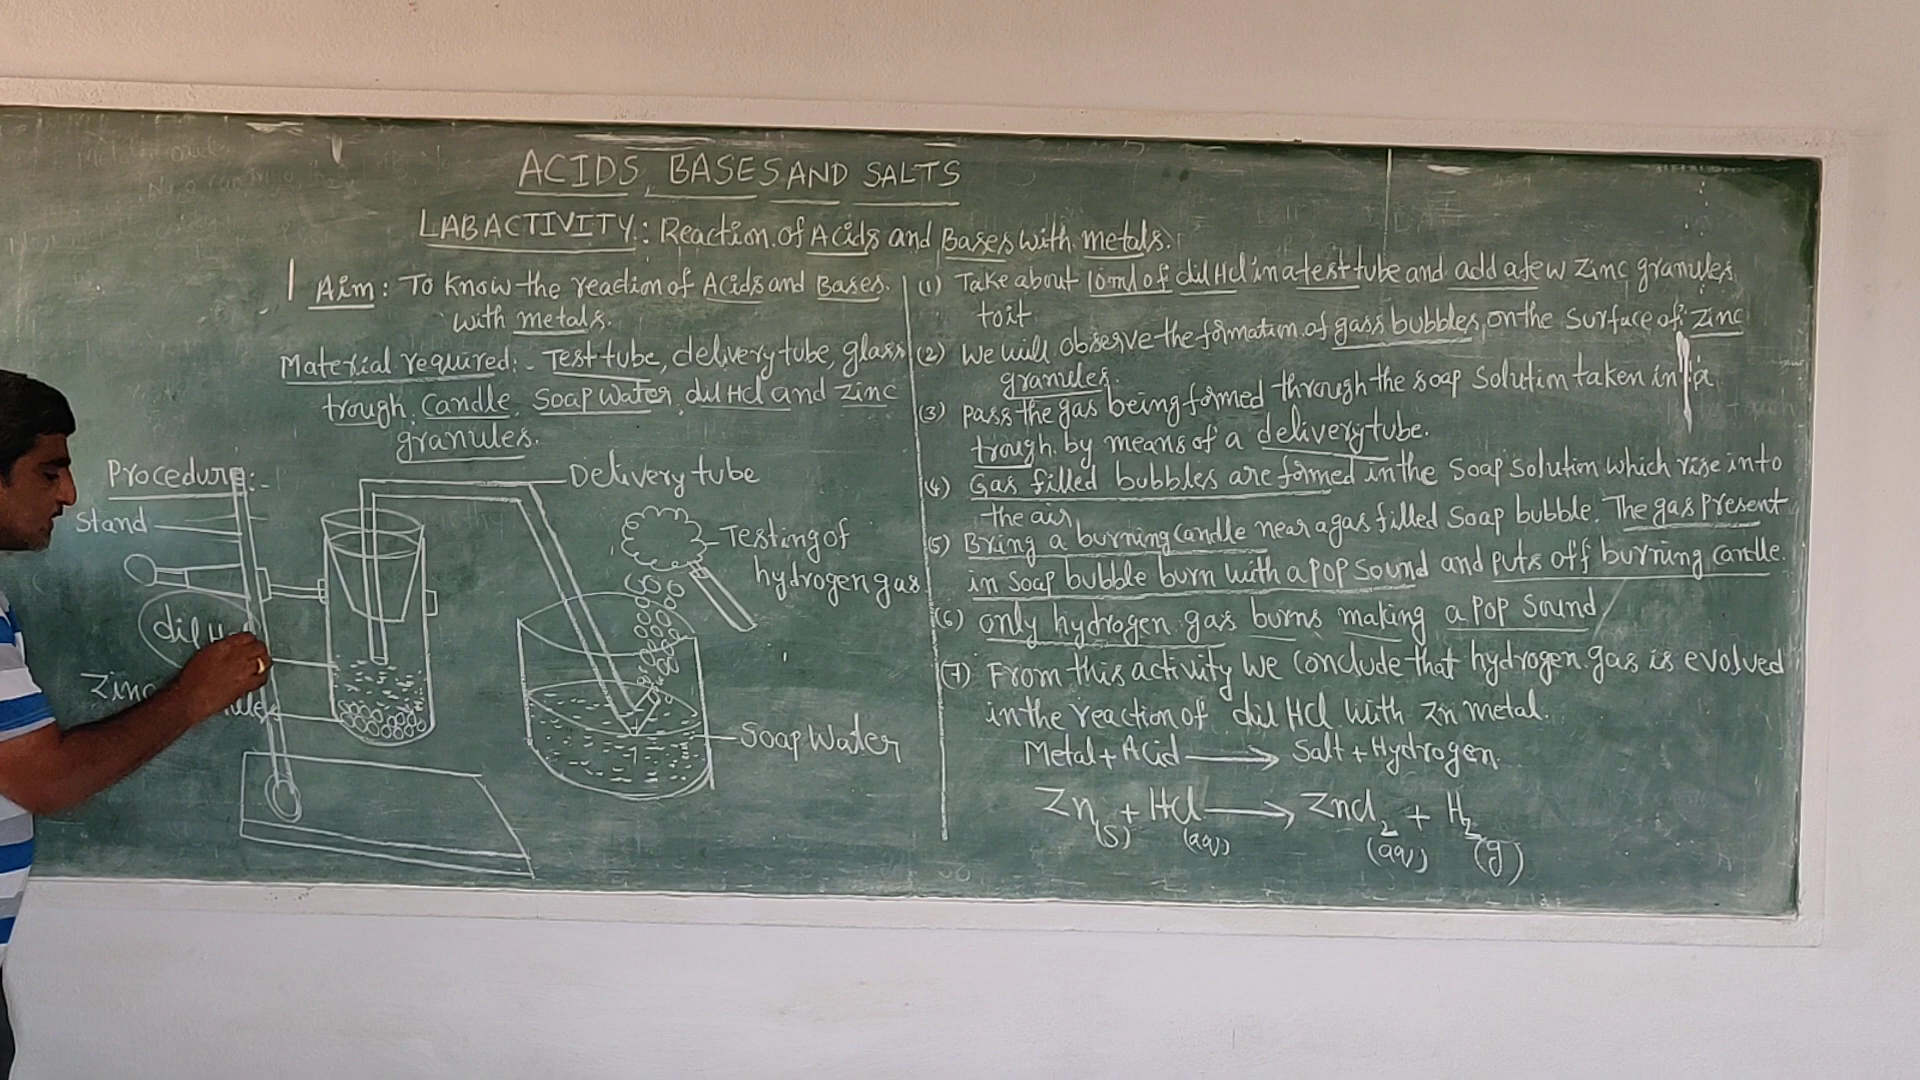 ACIDS, BASES AND SALTS
LAB ACTIVITY: Reaction of Acids and Bases with metals.
Aim: To Know the reaction of Acids and Bases.
with metals.
Material required:- Test tube, delivery tube, glass
trough, Candle, Soap Water, dil Hcl and Zinc
granules.
Procedure:-
Delivery tube
Stand
Testing of
hydrogen gas
dil
Zinc
Soap Water
(1) Take about 10ml of dil Hcl in a test tube and add a few Zinc granules
to it.
(2) We will observe the formation of gass bubbles, on the surface of Zinc
granules.
(3) pass the gas being formed through the soap solution taken in a
trough by means of a delivery tube.
(4) Gas filled bubbles are formed in the Soap solution which rise into
the air,
(5) Bring a burning candle near a gas filled Soap bubble. The gas present
in Soap bubble burn with a pop sound and puts off burning candle.
(6) only hydrogen gas burns making a pop sound
(7) From this activity we conclude that hydrogen gas is evolved
in the reaction of dil Hcl with Zn metal.
Metal + Acid ⟶ Salt + Hydrogen
Zn(s) + Hcl(aq) ⟶ Zncl₂(aq) + H₂(g)